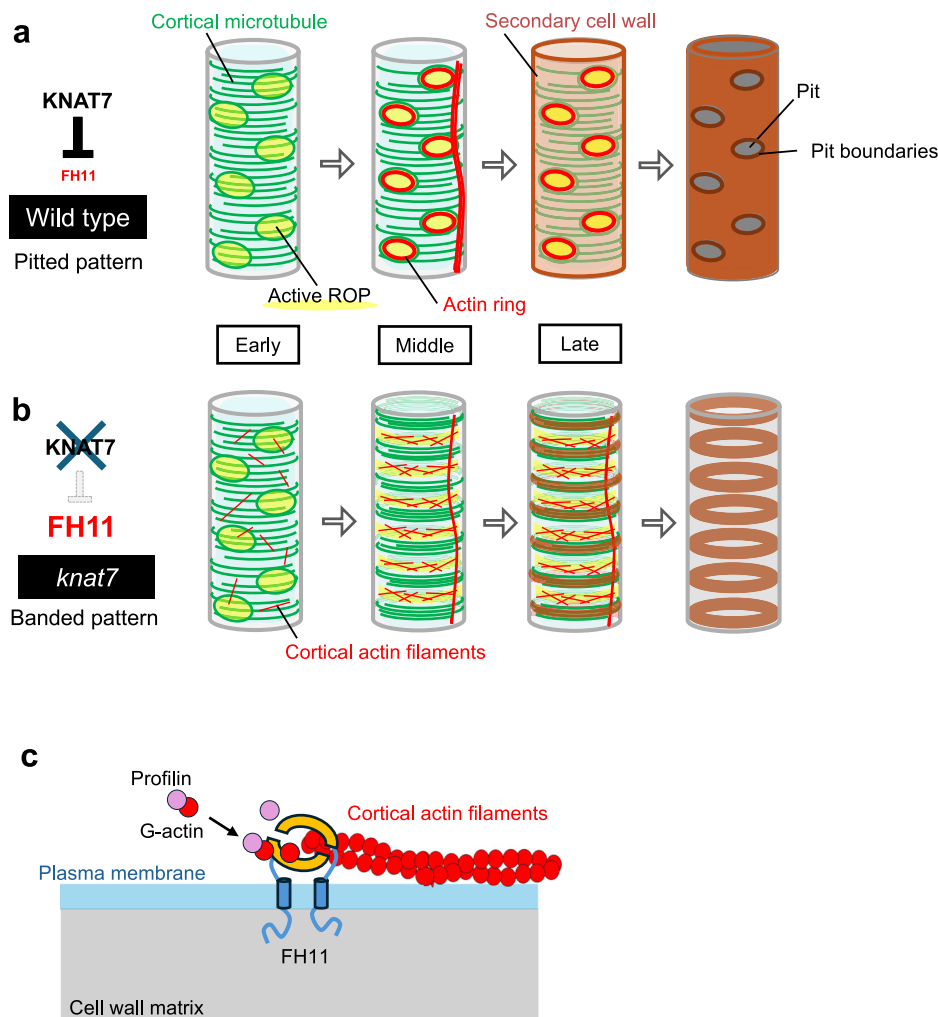 a
Cortical microtubule
Secondary cell wall
KNAT7
FH11
Wild type
Pitted pattern
Pit
Pit boundaries
Active ROP
Actin ring
Early
Middle
Late
b
KNAT7
FH11
knat7
Banded pattern
Cortical actin filaments
c
Profilin
G-actin
Cortical actin filaments
Plasma membrane
FH11
Cell wall matrix